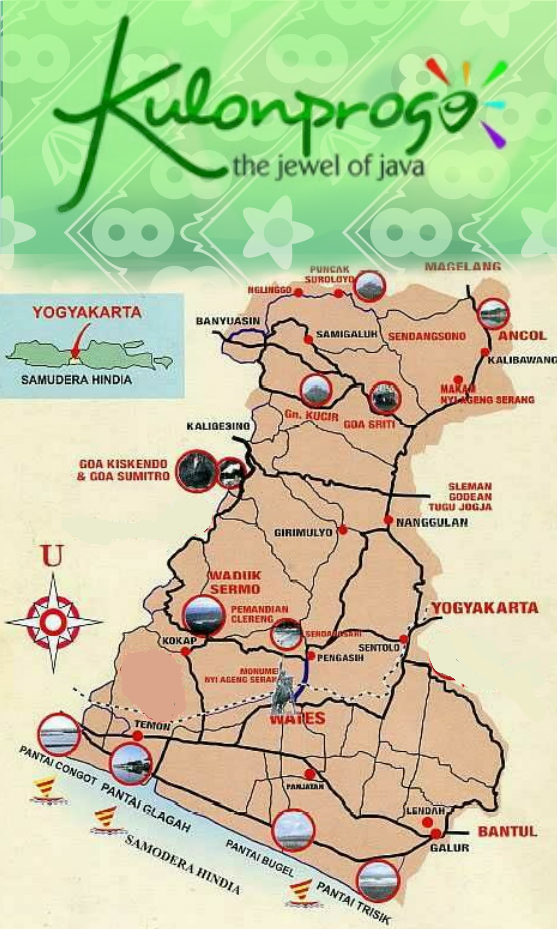 Kulonprogo
the jewel of java
MAGELANG
PUNCAK
SUROLOYO
NGLINGGO
YOGYAKARTA
SAMUDERA HINDIA
BANYUASIN
SAMIGALUH
SENDANGSONO
ANCOL
KALIBAWANG
MAKAM
NYI AGENG SERANG
Gn. KUCIR
GOA SRITI
KALIGESING
GOA KISKENDO
& GOA SUMITRO
SLEMAN
GODEAN
TUGU JOGJA
NANGGULAN
GIRIMULYO
U
WADUK
SERMO
PEMANDIAN
CLERENG
SENDANGSARI
YOGYAKARTA
KOKAP
SENTOLO
PENGASIH
MONUMEN
NYI AGENG SERANG
WATES
TEMON
PANTAI CONGOT
PANTAI GLAGAH
PANJATAN
LENDAH
BANTUL
GALUR
PANTAI BUGEL
SAMODERA HINDIA
PANTAI TRISIK